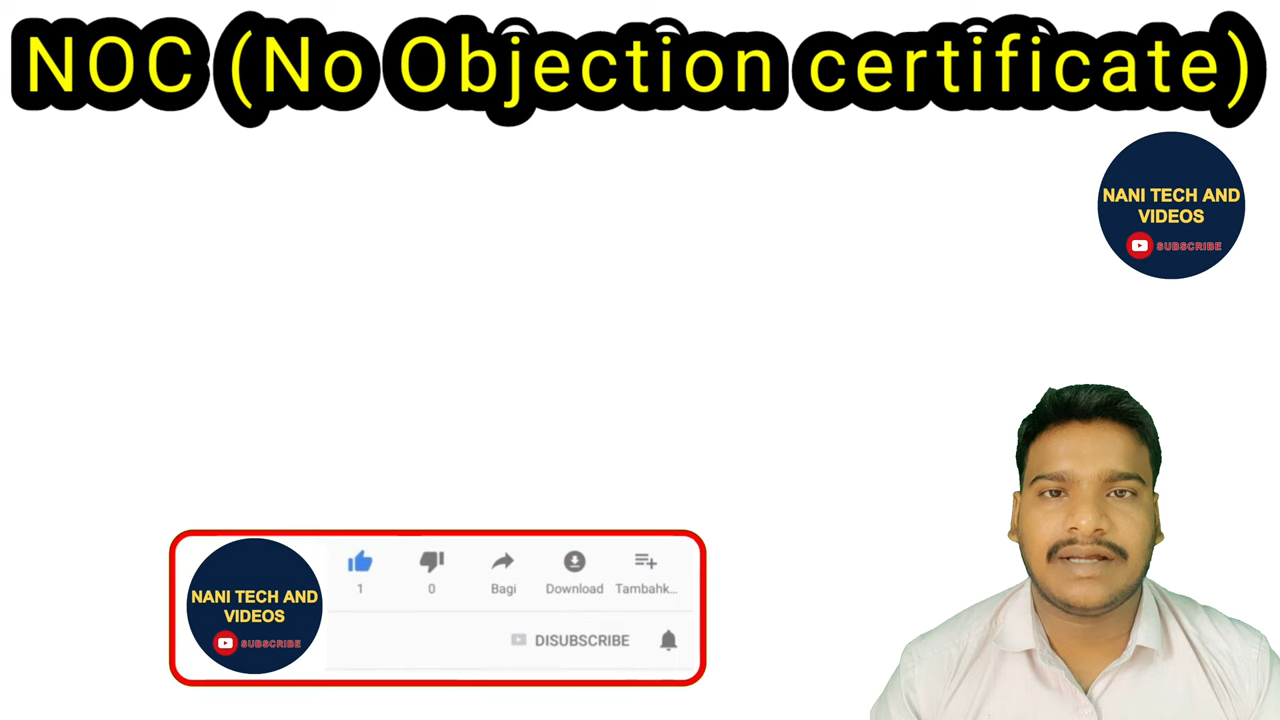 NOC (No Objection certificate)
NANI TECH AND
VIDEOS
SUBSCRIBE
NANI TECH AND
VIDEOS
SUBSCRIBE
1
0
Bagi
Download
Tambahk...
DISUBSCRIBE